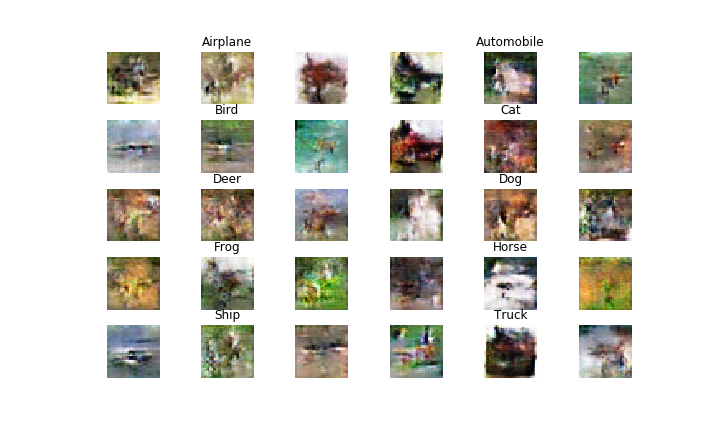 Airplane
Automobile
Bird
Cat
Deer
Dog
Frog
Horse
Ship
Truck